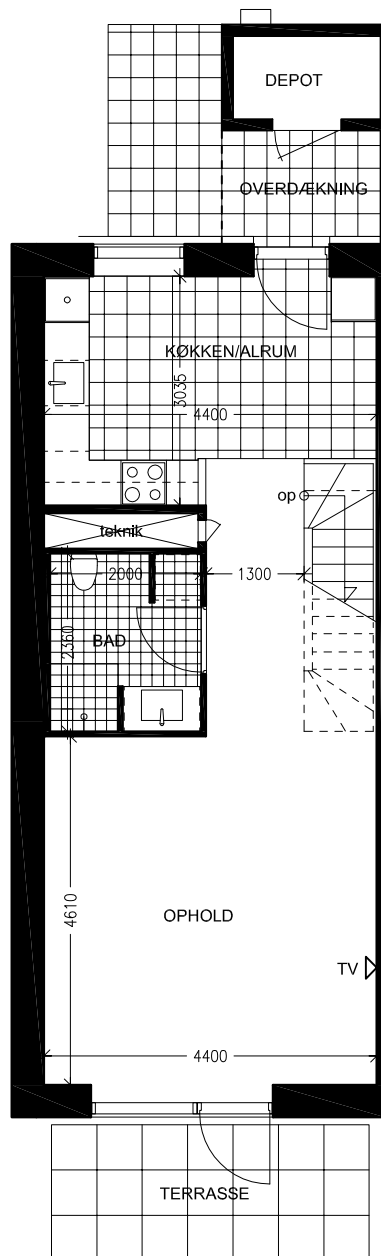 DEPOT
OVERDÆKNING
KØKKEN/ALRUM
3035
4400
op
teknik
2000
1300
BAD
2360
OPHOLD
4610
TV
4400
TERRASSE